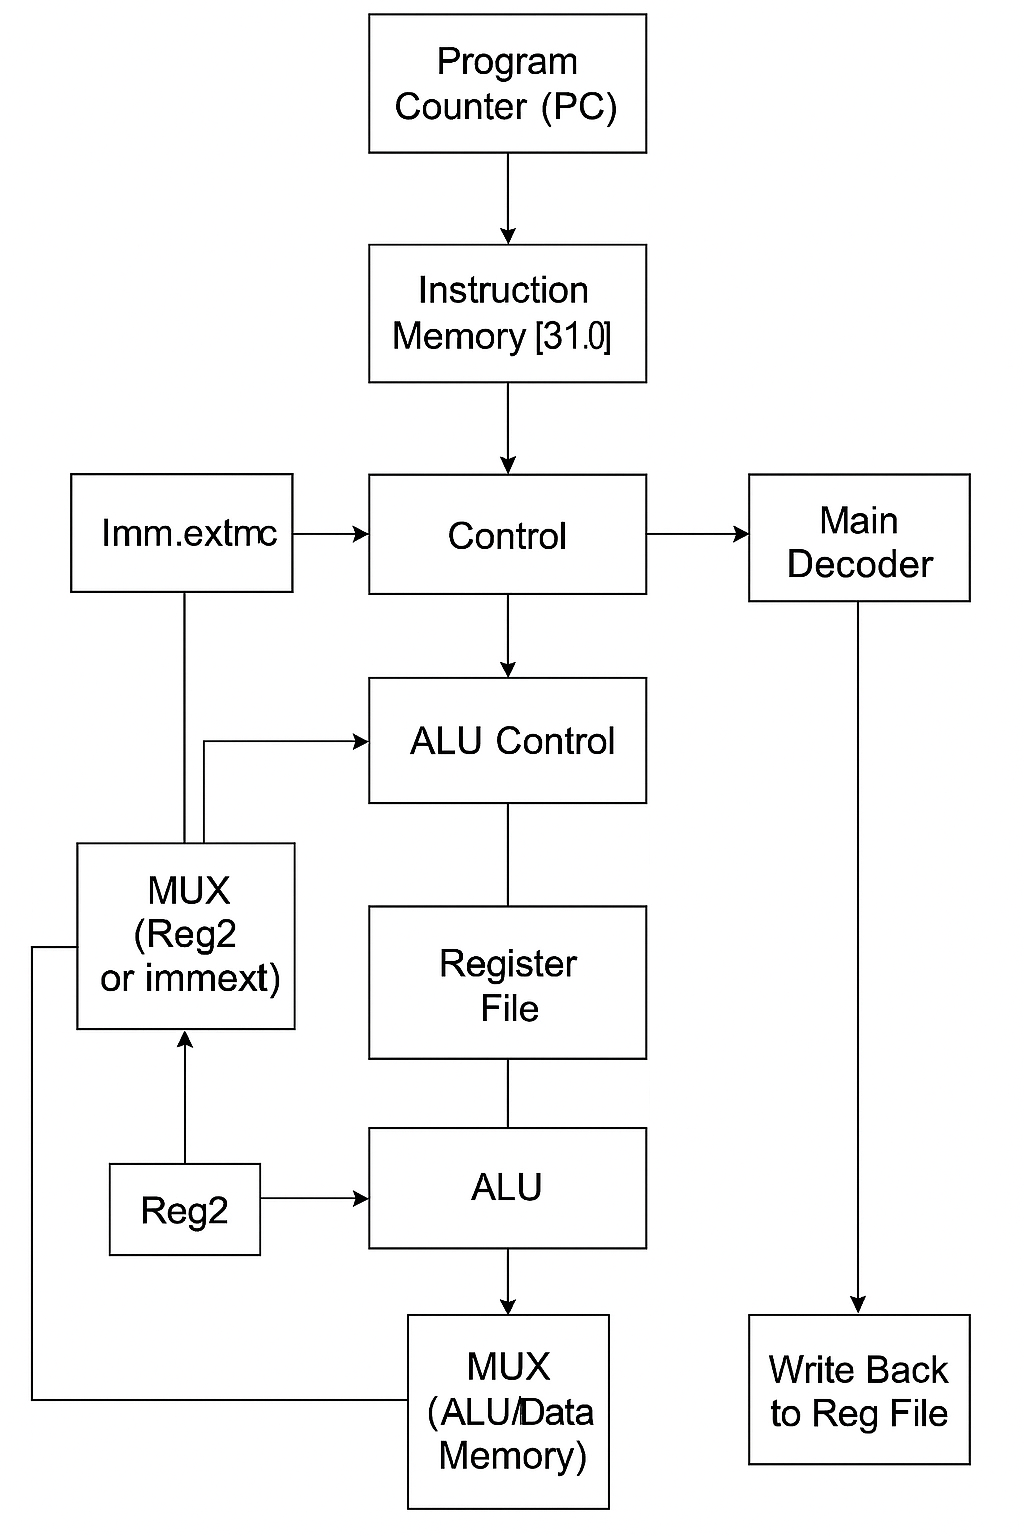 Program
Counter (PC)
Instruction
Memory [31.0]
Imm.extmc
Control
Main
Decoder
ALU Control
MUX
(Reg2
or immext)
Register
File
Reg2
ALU
MUX
(ALU/Data
Memory)
Write Back
to Reg File